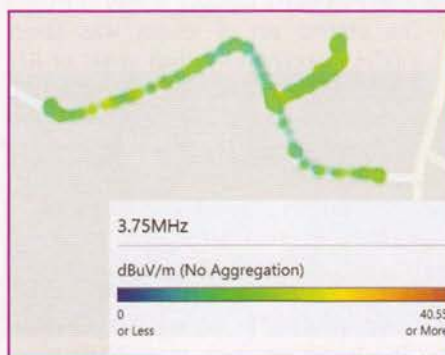 3.75MHz
dBuV/m (No Aggregation)
0 40.55
or Less or More